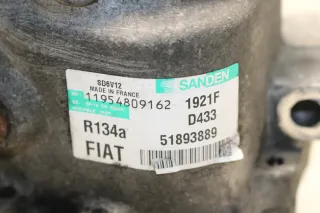 SD6V12
MADE IN FRANCE
SANDEN
11954809162 1921F
D433
R134a 51893889
FIAT